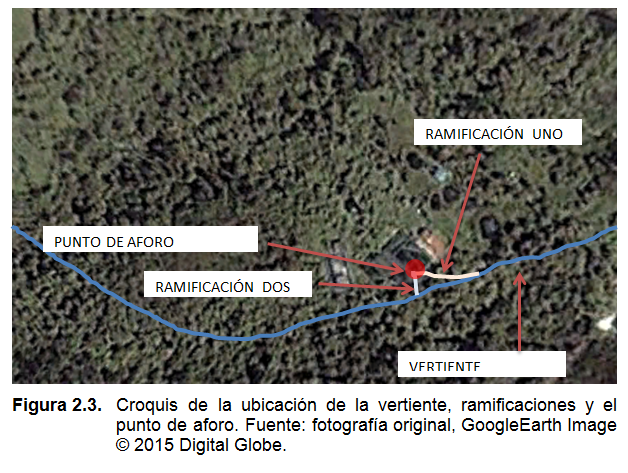 RAMIFICACIÓN UNO
PUNTO DE AFORO
RAMIFICACIÓN DOS
VERTIENTE
Figura 2.3. Croquis de la ubicación de la vertiente, ramificaciones y el
punto de aforo. Fuente: fotografía original, GoogleEarth Image
© 2015 Digital Globe.